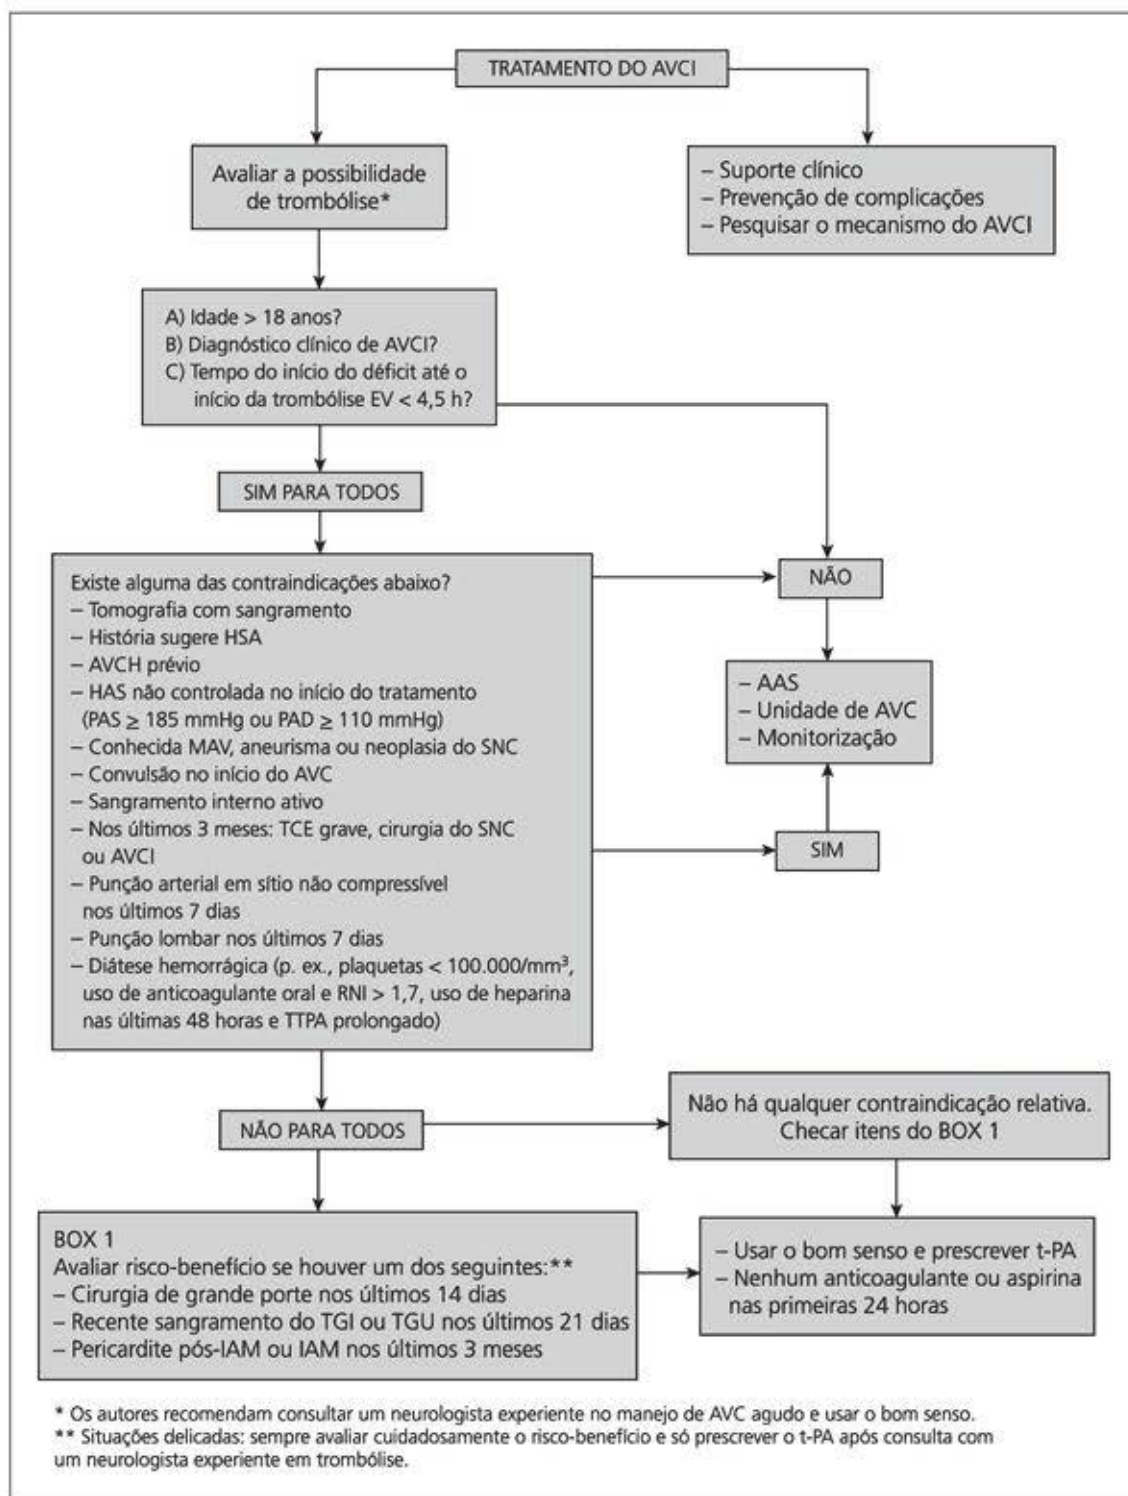 TRATAMENTO DO AVCI
Avaliar a possibilidade
de trombólise*
– Suporte clínico
– Prevenção de complicações
– Pesquisar o mecanismo do AVCI
A) Idade > 18 anos?
B) Diagnóstico clínico de AVCI?
C) Tempo do início do déficit até o
início da trombólise EV < 4,5 h?
SIM PARA TODOS
Existe alguma das contraindicações abaixo?
– Tomografia com sangramento
– História sugere HSA
– AVCH prévio
– HAS não controlada no início do tratamento
(PAS ≥ 185 mmHg ou PAD ≥ 110 mmHg)
– Conhecida MAV, aneurisma ou neoplasia do SNC
– Convulsão no início do AVC
– Sangramento interno ativo
– Nos últimos 3 meses: TCE grave, cirurgia do SNC
ou AVCI
– Punção arterial em sítio não compressível
nos últimos 7 dias
– Punção lombar nos últimos 7 dias
– Diátese hemorrágica (p. ex., plaquetas < 100.000/mm³,
uso de anticoagulante oral e RNI > 1,7, uso de heparina
nas últimas 48 horas e TTPA prolongado)
NÃO
– AAS
– Unidade de AVC
– Monitorização
SIM
NÃO PARA TODOS
Não há qualquer contraindicação relativa.
Checar itens do BOX 1
BOX 1
Avaliar risco-benefício se houver um dos seguintes:**
– Cirurgia de grande porte nos últimos 14 dias
– Recente sangramento do TGI ou TGU nos últimos 21 dias
– Pericardite pós-IAM ou IAM nos últimos 3 meses
– Usar o bom senso e prescrever t-PA
– Nenhum anticoagulante ou aspirina
nas primeiras 24 horas
* Os autores recomendam consultar um neurologista experiente no manejo de AVC agudo e usar o bom senso.
** Situações delicadas: sempre avaliar cuidadosamente o risco-benefício e só prescrever o t-PA após consulta com
um neurologista experiente em trombólise.